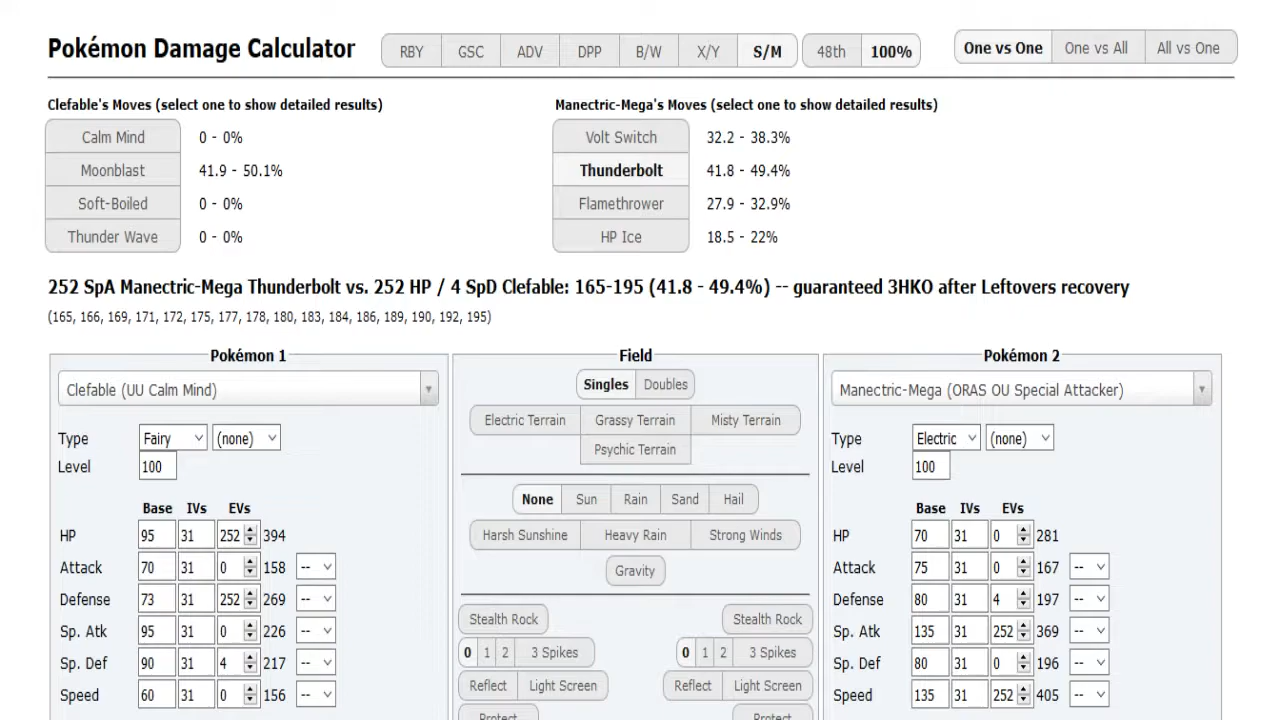 Pokémon Damage Calculator RBY GSC ADV DPP B/W X/Y S/M 48th 100% One vs One One vs All All vs One
Clefable's Moves (select one to show detailed results) Manectric-Mega's Moves (select one to show detailed results)
Calm Mind 0 - 0% Volt Switch 32.2 - 38.3%
Moonblast 41.9 - 50.1% Thunderbolt 41.8 - 49.4%
Soft-Boiled 0 - 0% Flamethrower 27.9 - 32.9%
Thunder Wave 0 - 0% HP Ice 18.5 - 22%
252 SpA Manectric-Mega Thunderbolt vs. 252 HP / 4 SpD Clefable: 165-195 (41.8 - 49.4%) -- guaranteed 3HKO after Leftovers recovery
(165, 166, 169, 171, 172, 175, 177, 178, 180, 183, 184, 186, 189, 190, 192, 195)
Pokémon 1
Clefable (UU Calm Mind)
Type Fairy (none)
Level 100
Base IVs EVs
HP 95 31 252 394
Attack 70 31 0 158 --
Defense 73 31 252 269 --
Sp. Atk 95 31 0 226 --
Sp. Def 90 31 4 217 --
Speed 60 31 0 156 --
Field
Singles Doubles
Electric Terrain Grassy Terrain Misty Terrain
Psychic Terrain
None Sun Rain Sand Hail
Harsh Sunshine Heavy Rain Strong Winds
Gravity
Stealth Rock Stealth Rock
0 1 2 3 Spikes 0 1 2 3 Spikes
Reflect Light Screen Reflect Light Screen
Protect Protect
Pokémon 2
Manectric-Mega (ORAS OU Special Attacker)
Type Electric (none)
Level 100
Base IVs EVs
HP 70 31 0 281
Attack 75 31 0 167 --
Defense 80 31 4 197 --
Sp. Atk 135 31 252 369 --
Sp. Def 80 31 0 196 --
Speed 135 31 252 405 --